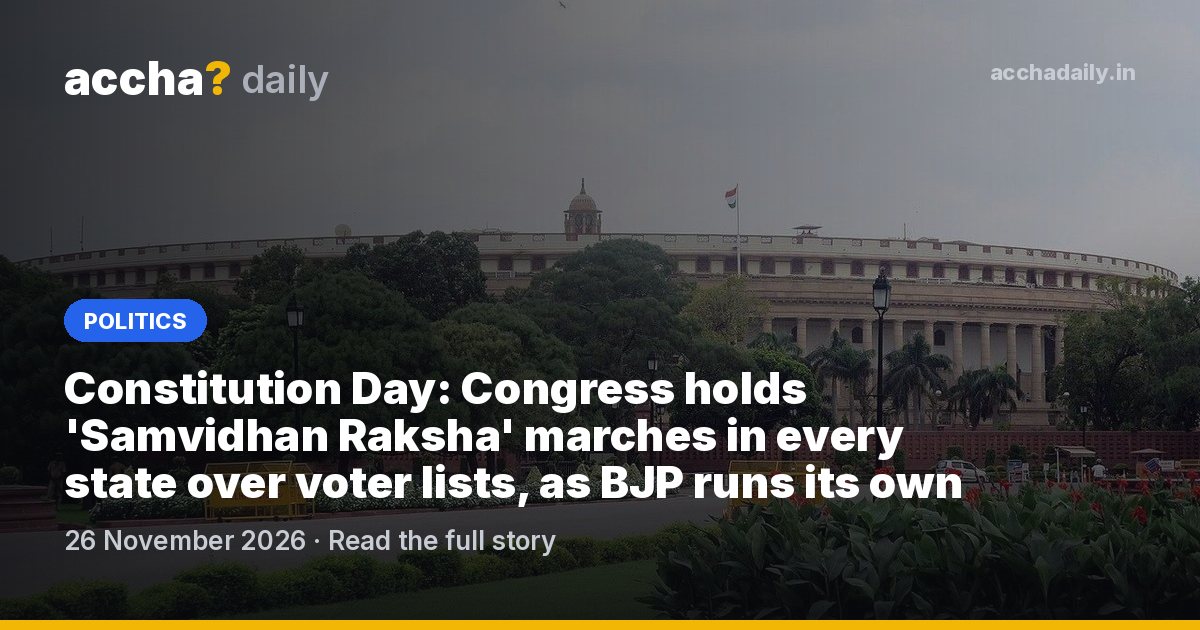 accha? daily
acchadaily.in
POLITICS
Constitution Day: Congress holds
'Samvidhan Raksha' marches in every
state over voter lists, as BJP runs its own
26 November 2026 · Read the full story